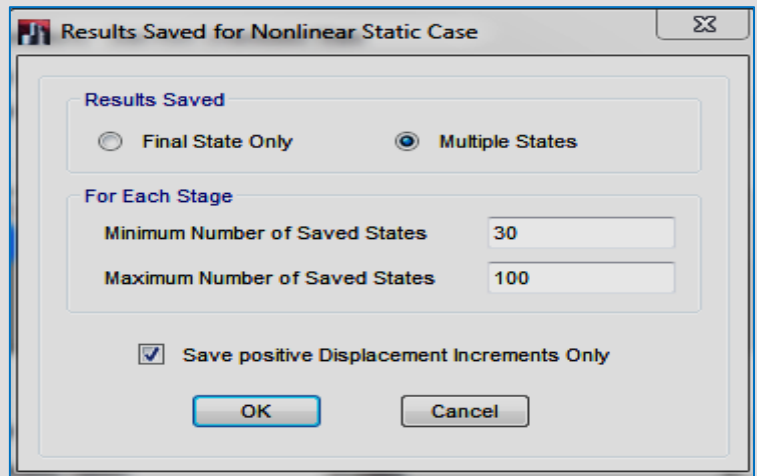 Results Saved for Nonlinear Static Case
Results Saved
Final State Only Multiple States
For Each Stage
Minimum Number of Saved States 30
Maximum Number of Saved States 100
Save positive Displacement Increments Only
OK Cancel